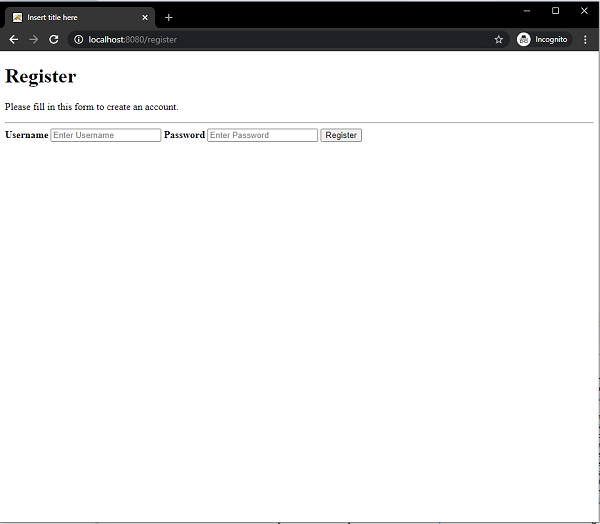 Insert title here
localhost:8080/register
Incognito
Register
Please fill in this form to create an account.
Username Enter Username Password Enter Password Register